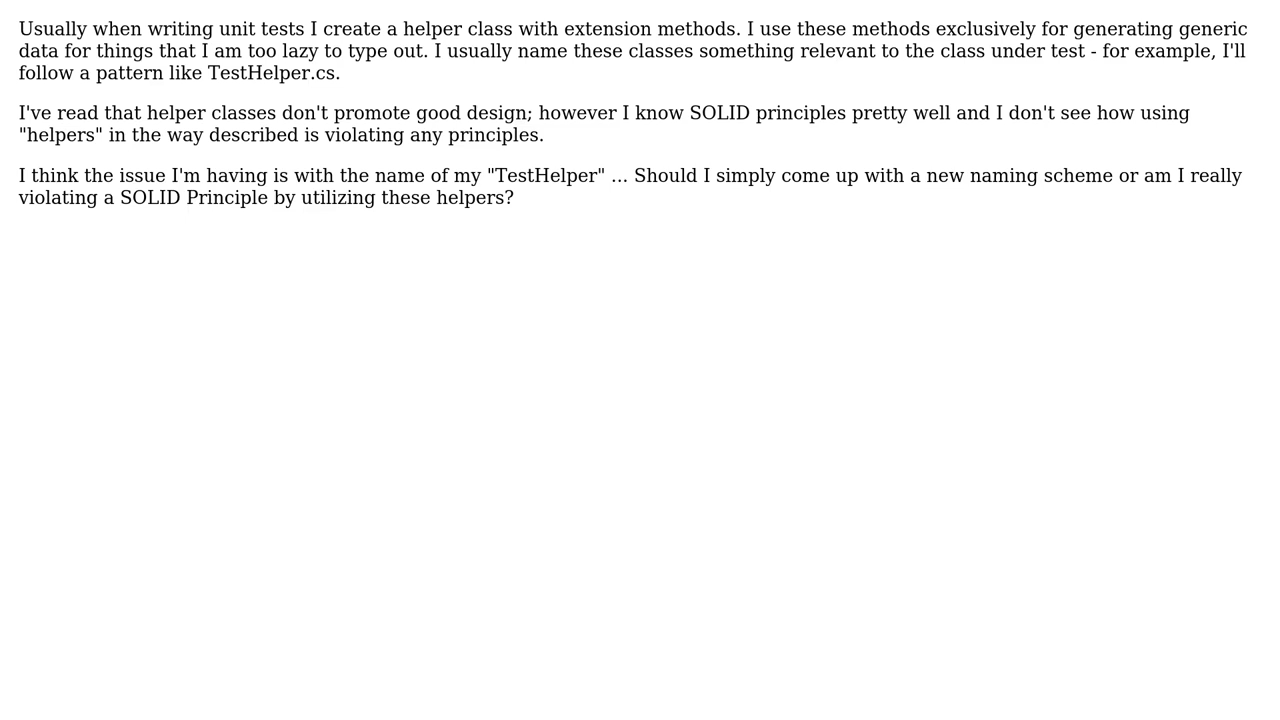 Usually when writing unit tests I create a helper class with extension methods. I use these methods exclusively for generating generic
data for things that I am too lazy to type out. I usually name these classes something relevant to the class under test - for example, I'll
follow a pattern like TestHelper.cs.
I've read that helper classes don't promote good design; however I know SOLID principles pretty well and I don't see how using
"helpers" in the way described is violating any principles.
I think the issue I'm having is with the name of my "TestHelper" ... Should I simply come up with a new naming scheme or am I really
violating a SOLID Principle by utilizing these helpers?